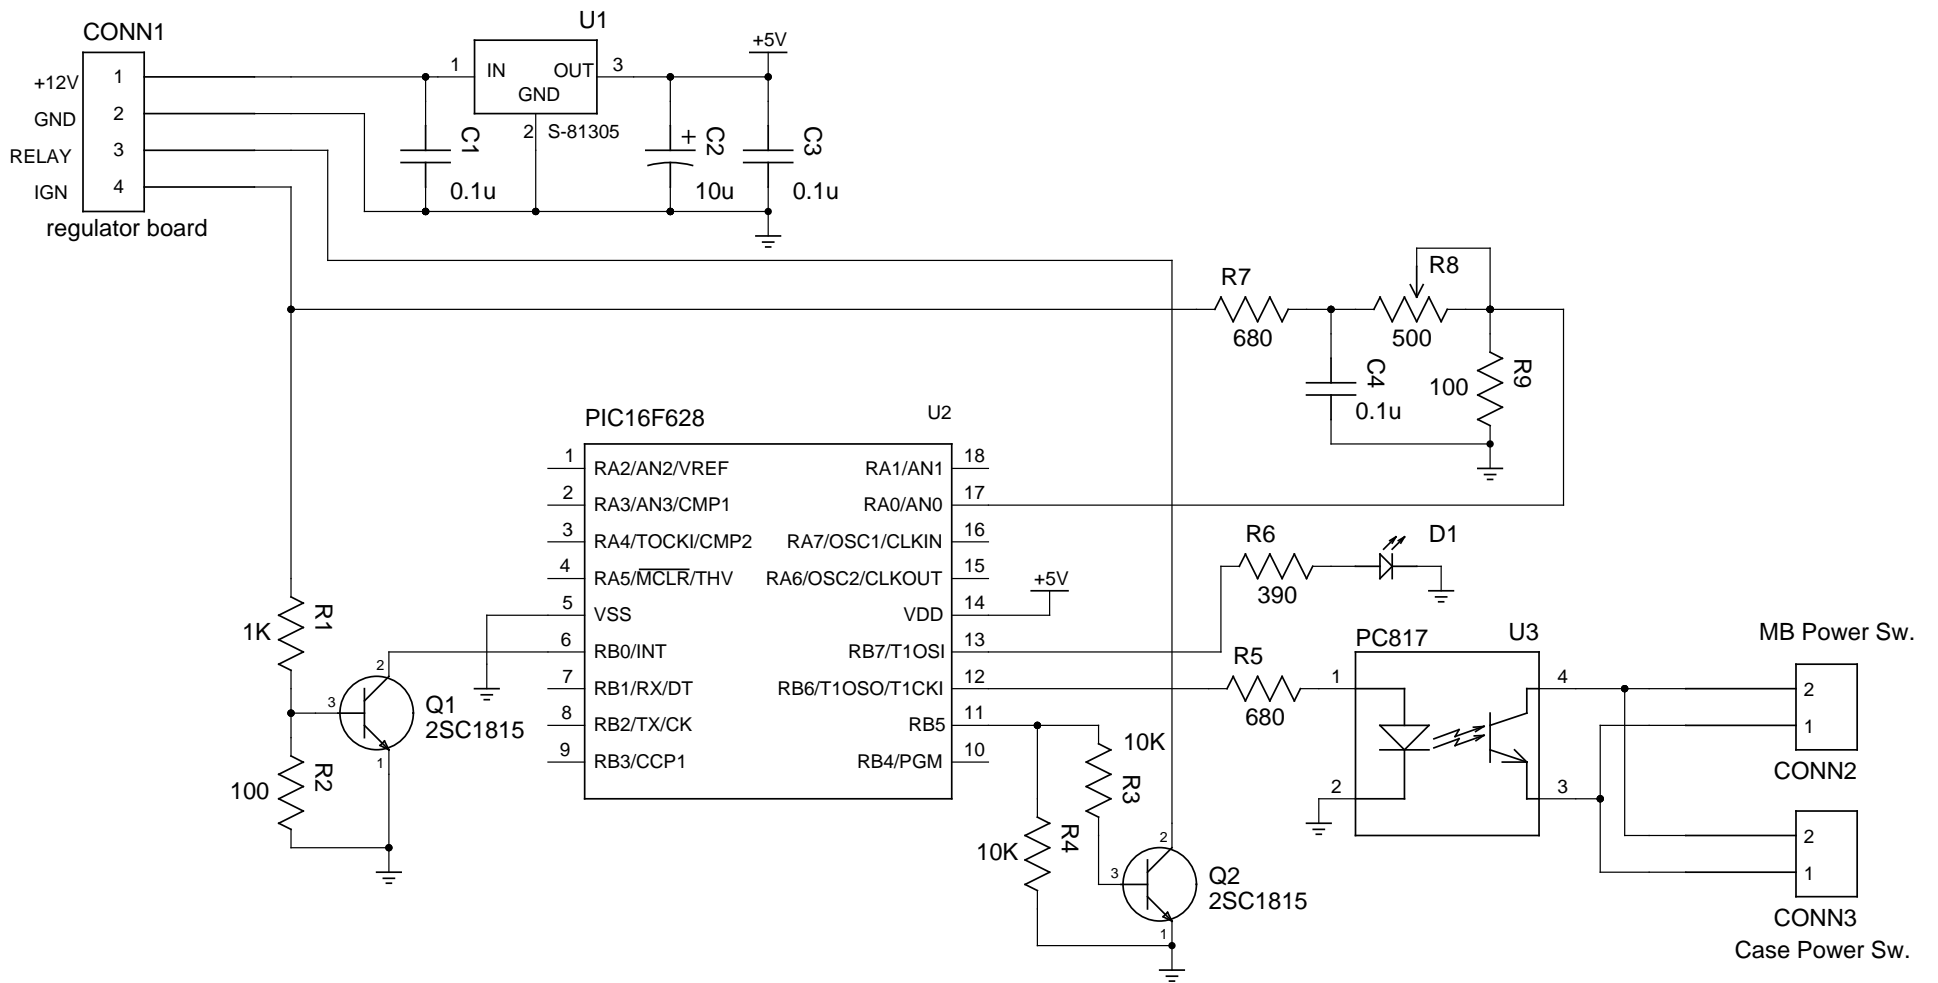 CONN1
+12V 1
GND 2
RELAY 3
IGN 4
regulator board
U1
1 IN OUT 3
GND
2 S-81305
+5V
C1
0.1u
+ C2
10u
C3
0.1u
R7
680
R8
500
C4
0.1u
R9
100
PIC16F628 U2
1 RA2/AN2/VREF RA1/AN1 18
2 RA3/AN3/CMP1 RA0/AN0 17
3 RA4/TOCKI/CMP2 RA7/OSC1/CLKIN 16
4 RA5/MCLR/THV RA6/OSC2/CLKOUT 15
5 VSS VDD 14
6 RB0/INT RB7/T1OSI 13
7 RB1/RX/DT RB6/T1OSO/T1CKI 12
8 RB2/TX/CK RB5 11
9 RB3/CCP1 RB4/PGM 10
+5V
R6
390
D1
R1
1K
R2
100
2
3
1
Q1
2SC1815
R5
680
10K
R3
R4
10K
2
3
1
Q2
2SC1815
PC817 U3
1
2
4
3
MB Power Sw.
2
1
CONN2
2
1
CONN3
Case Power Sw.